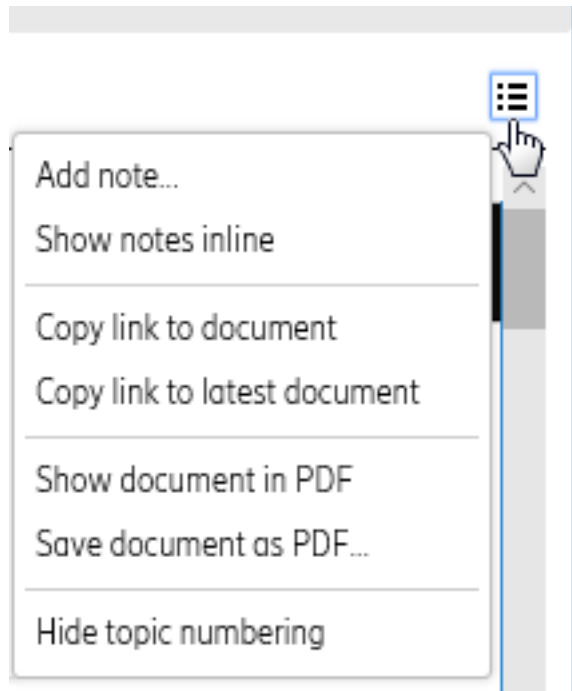 Add note...
Show notes inline
Copy link to document
Copy link to latest document
Show document in PDF
Save document as PDF...
Hide topic numbering